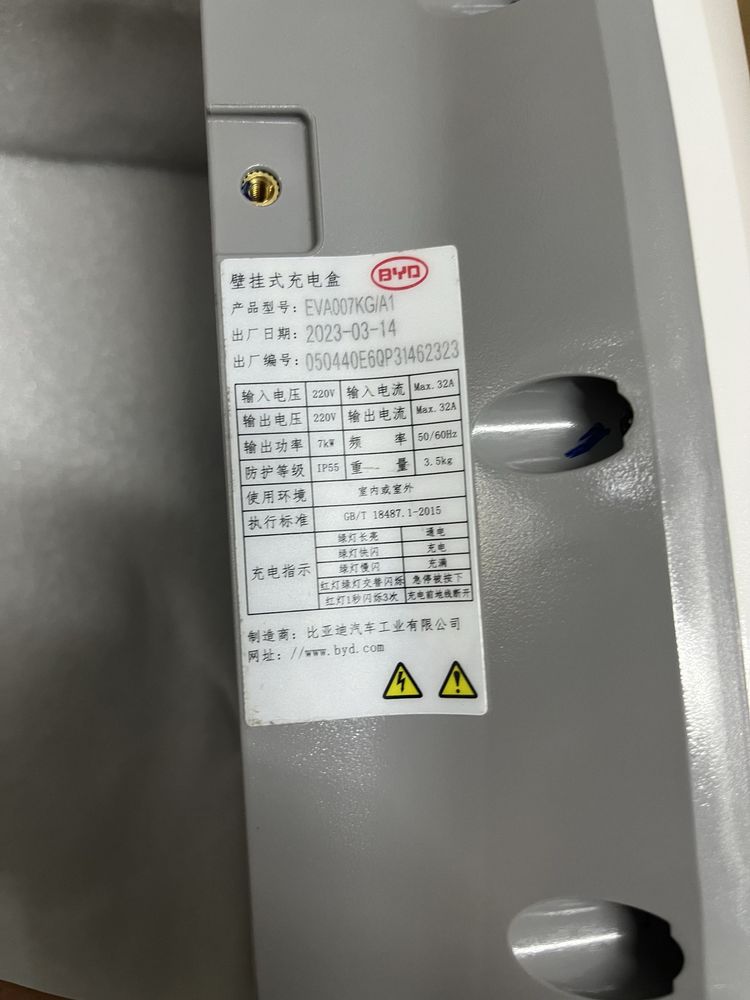 壁挂式充电盒 BYD
产品型号: EVA007KG/A1
出厂日期: 2023-03-14
出厂编号: 050440E6QP31462323
输入电压 220V 输入电流 Max.32A
输出电压 220V 输出电流 Max.32A
输出功率 7kW 频率 50/60Hz
防护等级 IP55 重量 3.5kg
使用环境 室内或室外
执行标准 GB/T 18487.1-2015
充电指示
绿灯长亮 通电
绿灯快闪 充电
绿灯慢闪 充满
红灯绿灯交替闪烁 急停被按下
红灯1秒闪烁3次 充电前地线断开
制造商: 比亚迪汽车工业有限公司
网址: //www.byd.com